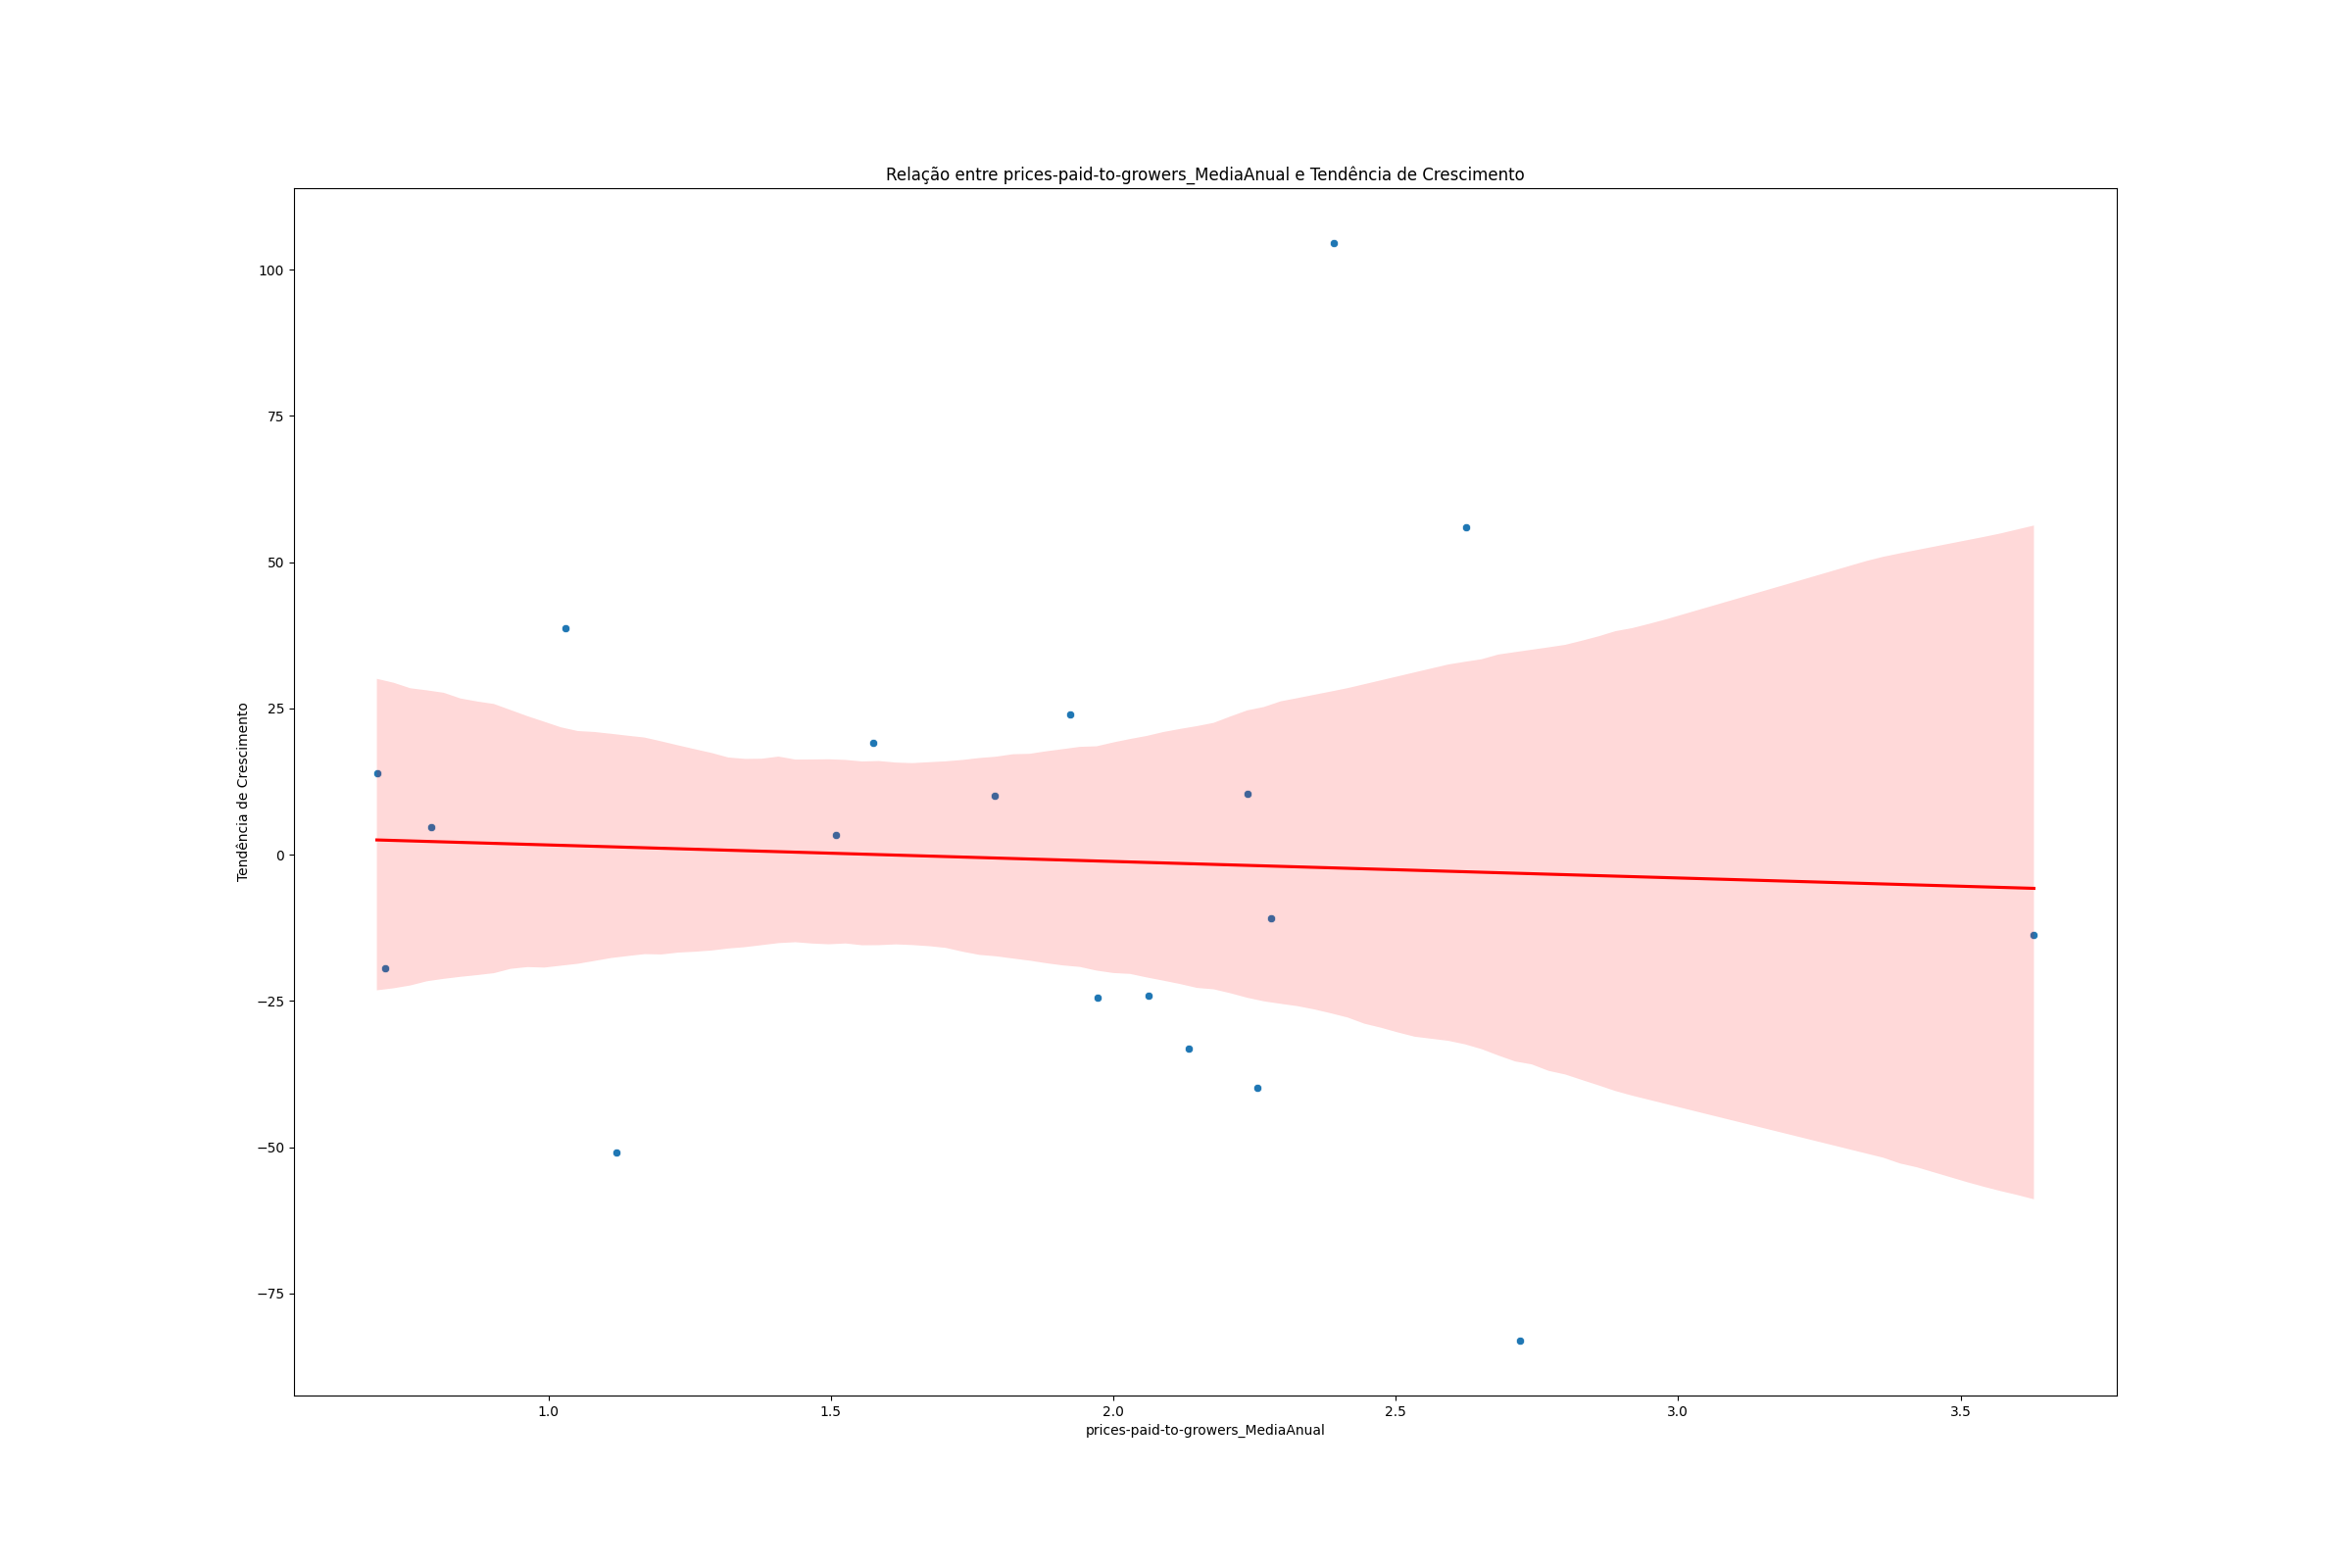 Relação entre prices-paid-to-growers_MediaAnual e Tendência de Crescimento
100
75
50
25
0
−25
−50
−75
Tendência de Crescimento
1.0 1.5 2.0 2.5 3.0 3.5
prices-paid-to-growers_MediaAnual